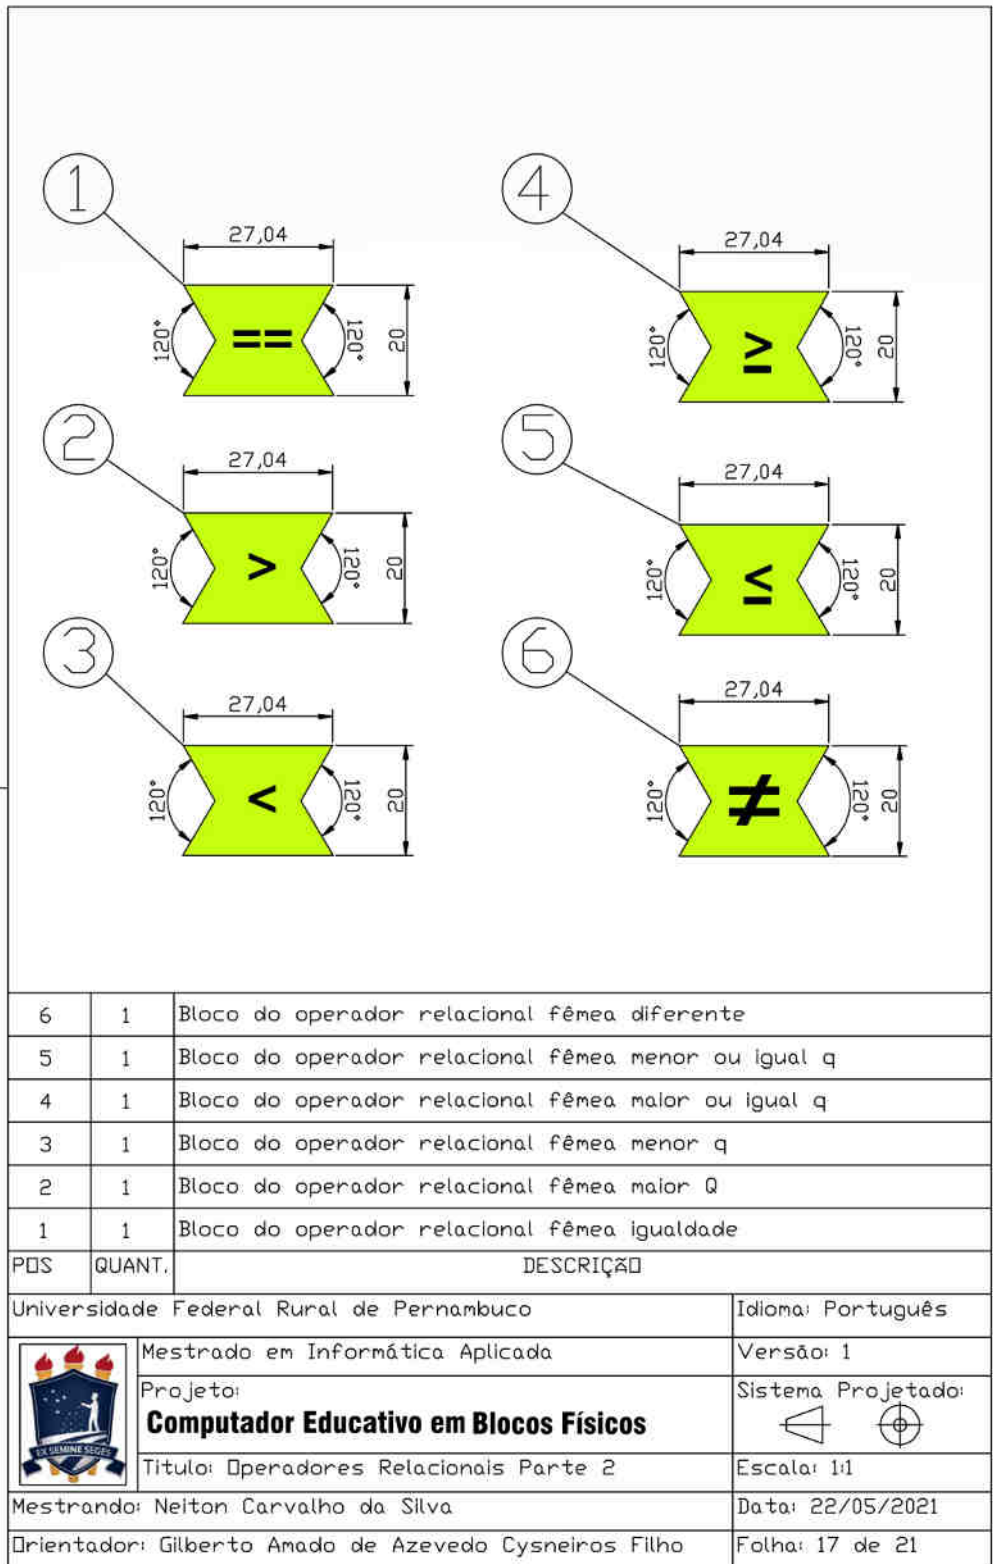 1
27,04
120°
==
120°
20
2
27,04
120°
>
120°
20
3
27,04
120°
<
120°
20
4
27,04
120°
≥
120°
20
5
27,04
120°
≤
120°
20
6
27,04
120°
≠
120°
20
6 1 Bloco do operador relacional fêmea diferente
5 1 Bloco do operador relacional fêmea menor ou igual q
4 1 Bloco do operador relacional fêmea maior ou igual q
3 1 Bloco do operador relacional fêmea menor q
2 1 Bloco do operador relacional fêmea maior Q
1 1 Bloco do operador relacional fêmea igualdade
POS QUANT. DESCRIÇÃO
Universidade Federal Rural de Pernambuco Idioma: Português
Mestrado em Informática Aplicada Versão: 1
Projeto: Sistema Projetado:
Computador Educativo em Blocos Físicos
EX SEMINE SEGES
Titulo: Operadores Relacionais Parte 2 Escala: 1:1
Mestrando: Neiton Carvalho da Silva Data: 22/05/2021
Orientador: Gilberto Amado de Azevedo Cysneiros Filho Folha: 17 de 21